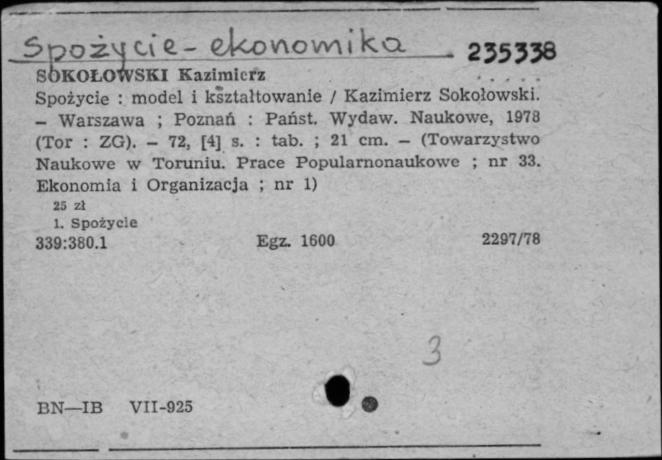 Spożycie - ekonomika
235338
SOKOŁOWSKI Kazimierz
Spożycie : model i kształtowanie / Kazimierz Sokołowski.
— Warszawa ; Poznań : Państ. Wydaw. Naukowe, 1978
(Tor : ZG). — 72, [4] s. : tab. ; 21 cm. — (Towarzystwo
Naukowe w Toruniu. Prace Popularnonaukowe ; nr 33.
Ekonomia i Organizacja ; nr 1)
25 zł
1. Spożycie
339:380.1 Egz. 1600 2297/78
3
BN—IB VII-925